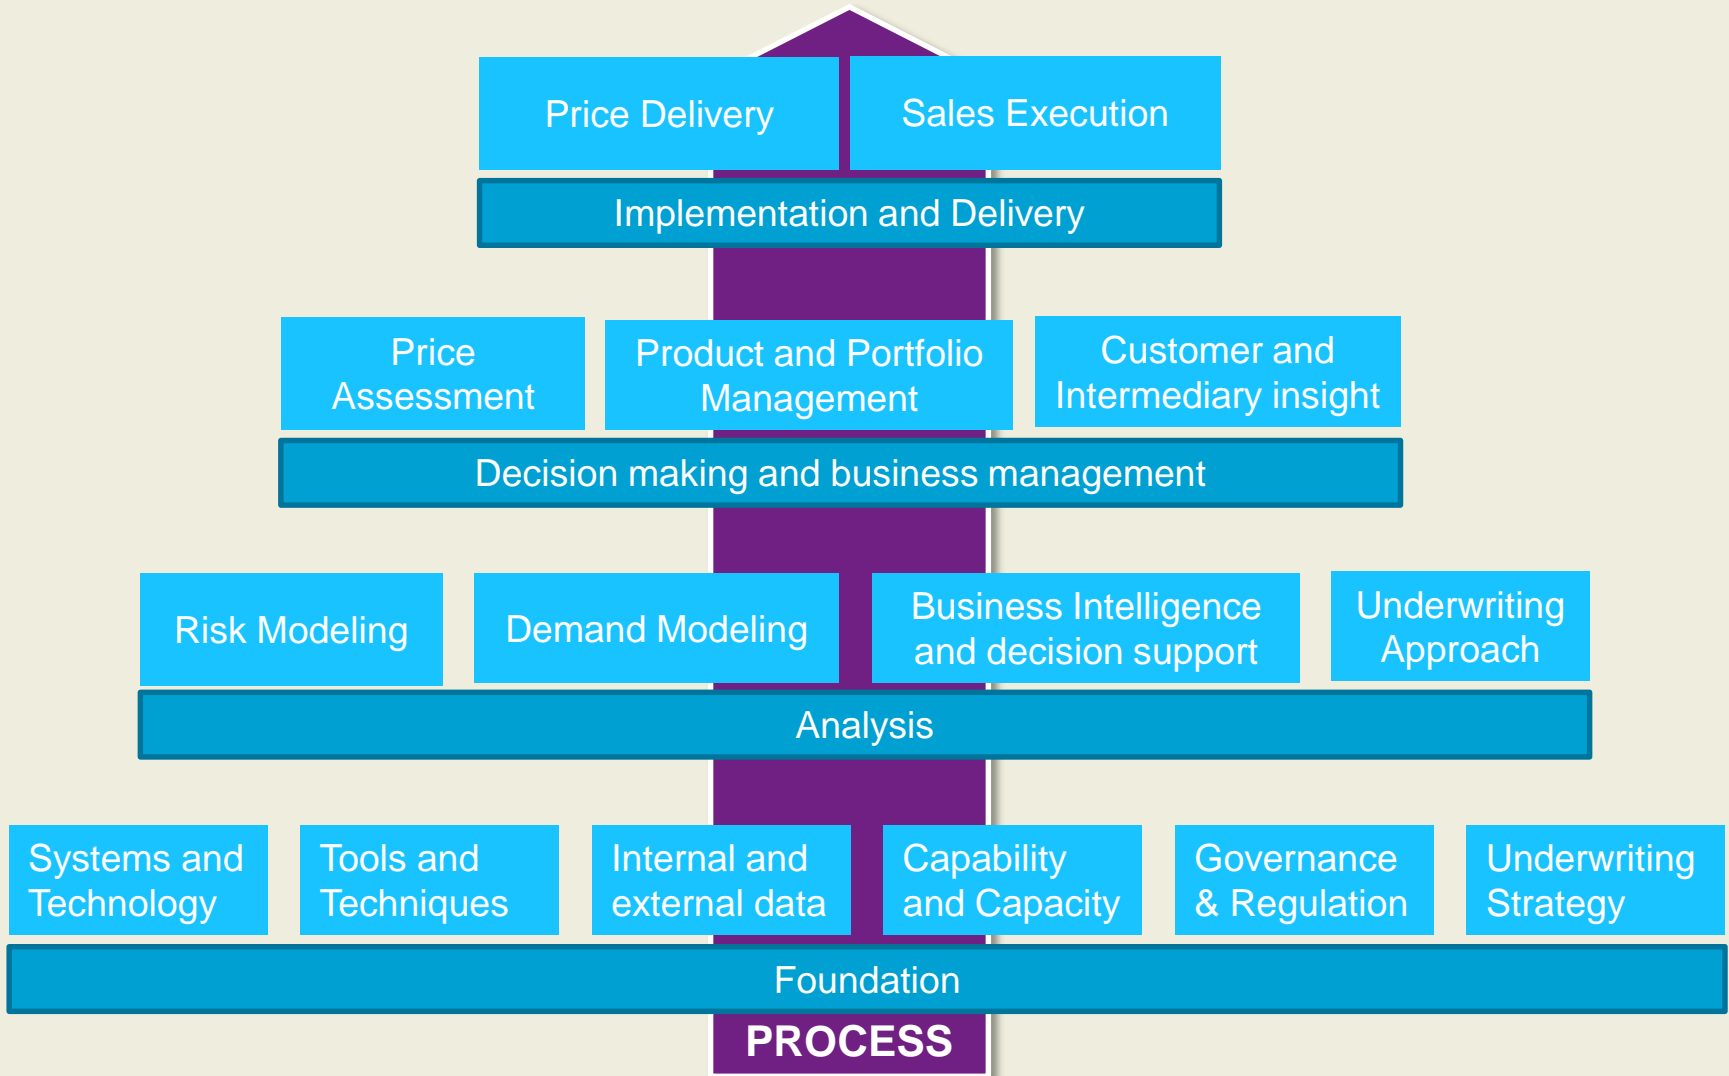 Price Delivery
Sales Execution
Implementation and Delivery
Price
Assessment
Product and Portfolio
Management
Customer and
Intermediary insight
Decision making and business management
Risk Modeling
Demand Modeling
Business Intelligence
and decision support
Underwriting
Approach
Analysis
Systems and
Technology
Tools and
Techniques
Internal and
external data
Capability
and Capacity
Governance
& Regulation
Underwriting
Strategy
Foundation
PROCESS